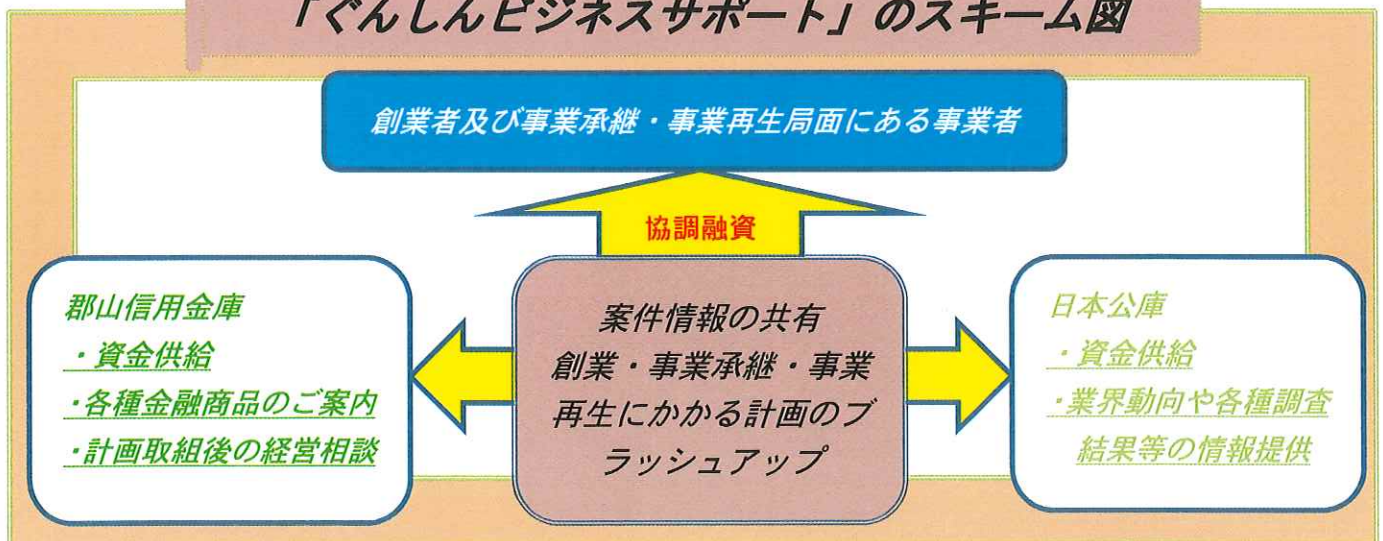 「ぐんしんビジネスサポート」のスキーム図
創業者及び事業承継・事業再生局面にある事業者
協調融資
郡山信用金庫
・資金供給
・各種金融商品のご案内
・計画取組後の経営相談
案件情報の共有
創業・事業承継・事業
再生にかかる計画のブ
ラッシュアップ
日本公庫
・資金供給
・業界動向や各種調査
結果等の情報提供